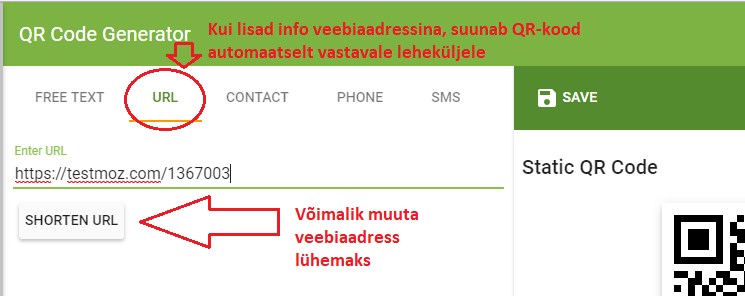 Kui lisad info veebiaadressina, suunab QR-kood
automaatselt vastavale leheküljele
QR Code Generator
FREE TEXT URL CONTACT PHONE SMS
SAVE
Enter URL
https://testmoz.com/1367003
Static QR Code
SHORTEN URL
Võimalik muuta
veebiaadress
lühemaks